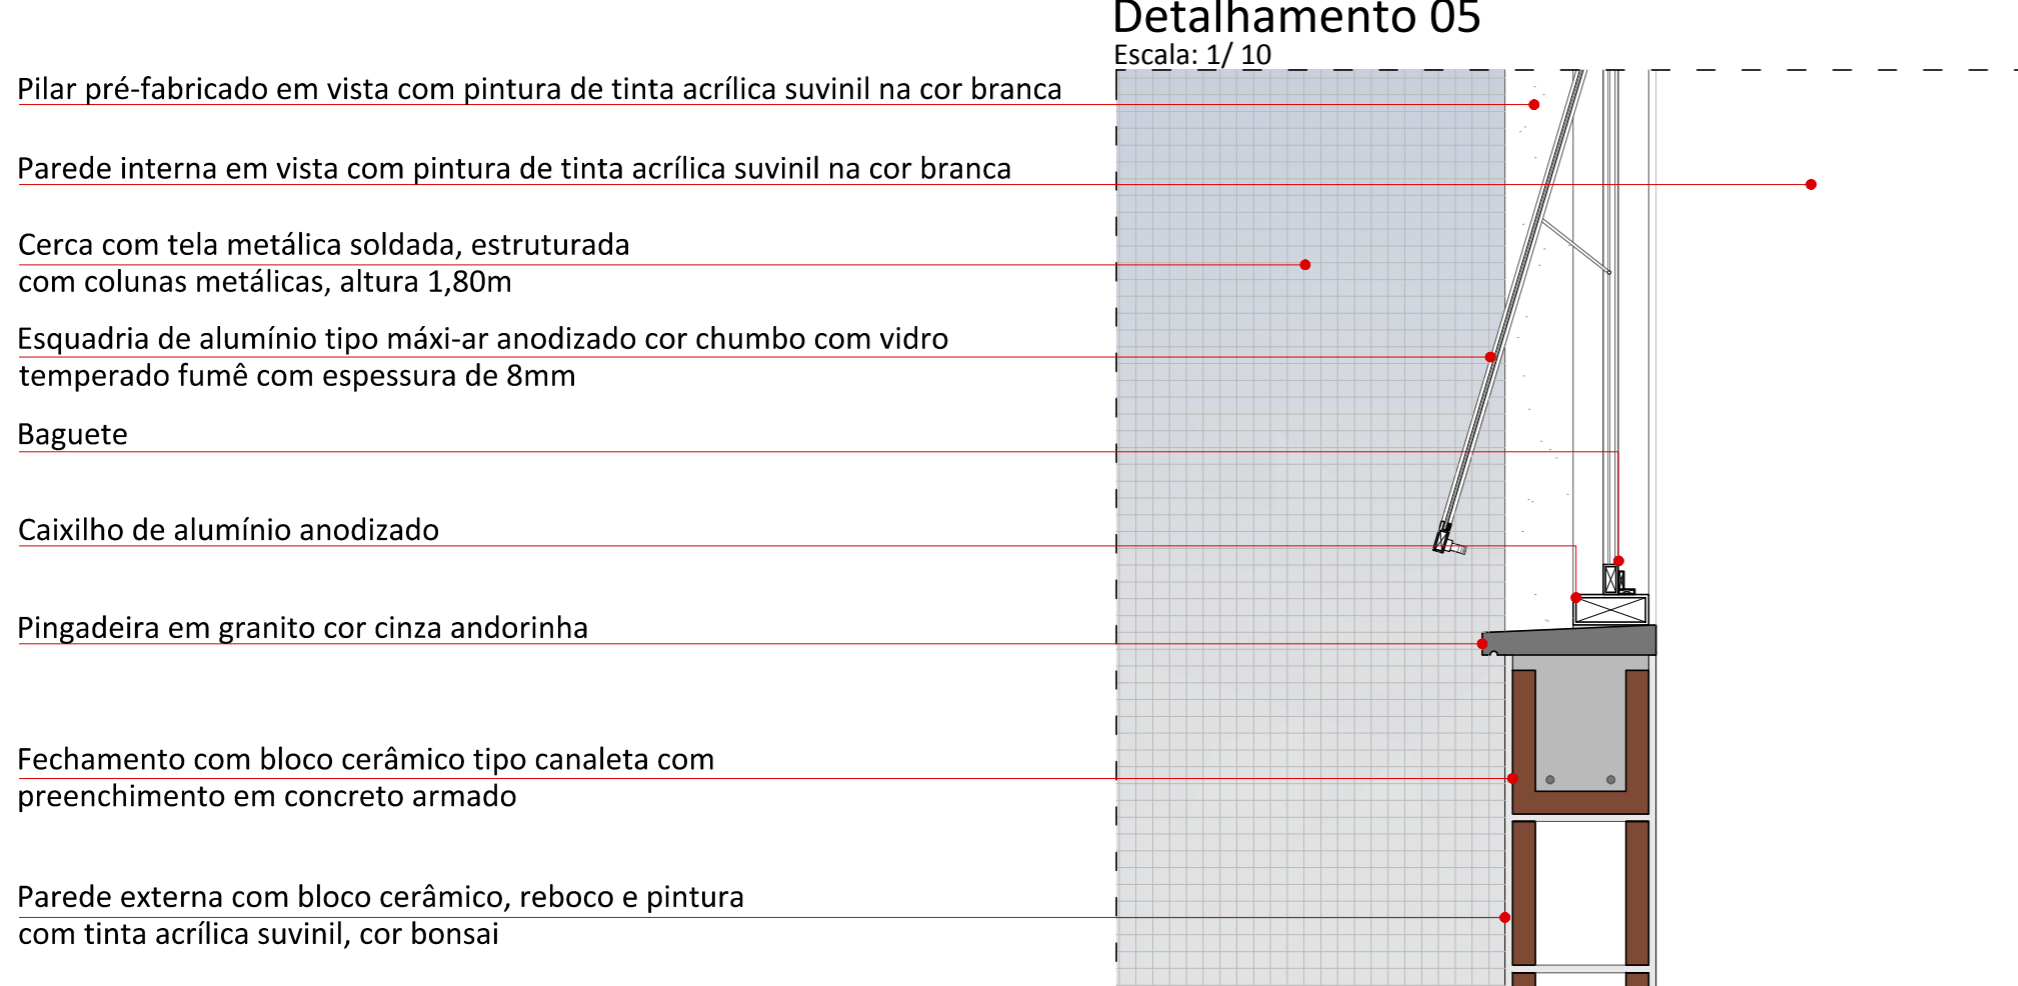 Detalhamento 05
Escala: 1/ 10
Pilar pré-fabricado em vista com pintura de tinta acrílica suvinil na cor branca
Parede interna em vista com pintura de tinta acrílica suvinil na cor branca
Cerca com tela metálica soldada, estruturada
com colunas metálicas, altura 1,80m
Esquadria de alumínio tipo máxi-ar anodizado cor chumbo com vidro
temperado fumê com espessura de 8mm
Baguete
Caixilho de alumínio anodizado
Pingadeira em granito cor cinza andorinha
Fechamento com bloco cerâmico tipo canaleta com
preenchimento em concreto armado
Parede externa com bloco cerâmico, reboco e pintura
com tinta acrílica suvinil, cor bonsai